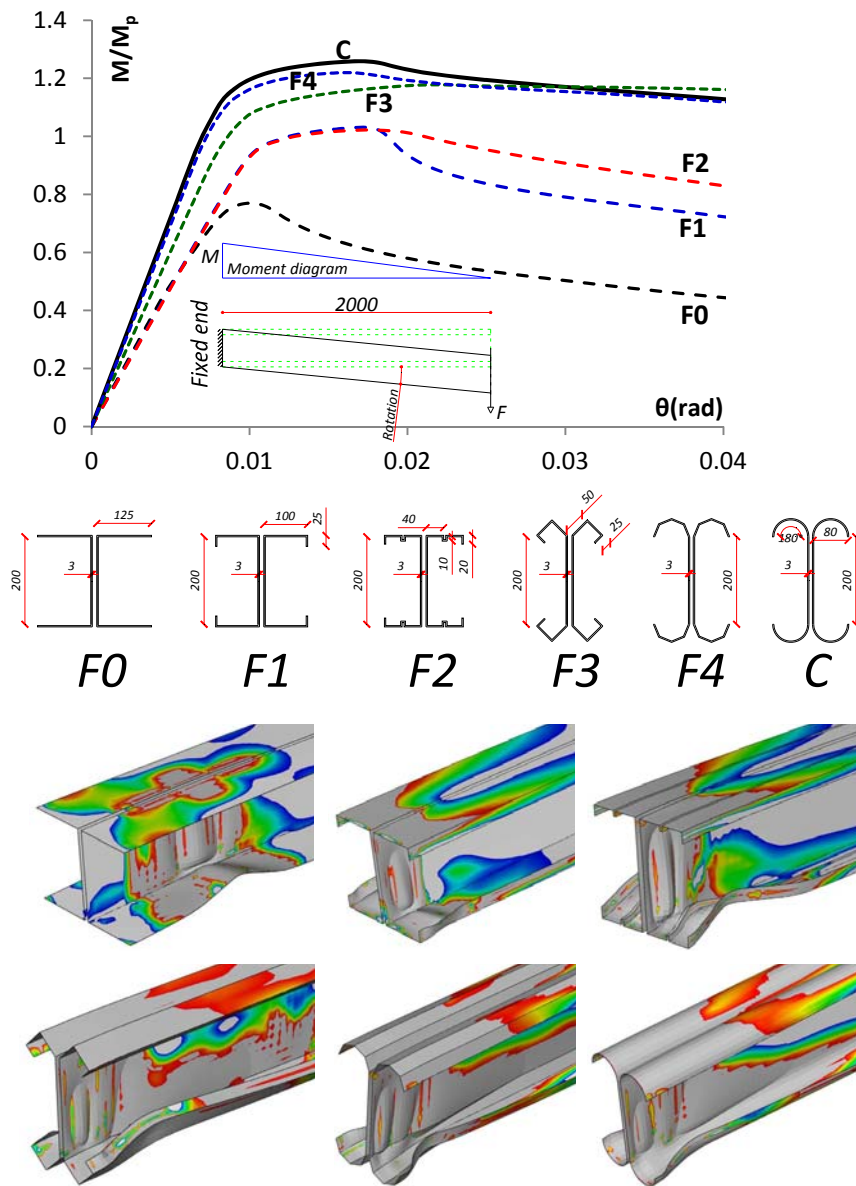 M/Mp
1.4
1.2
1
0.8
0.6
0.4
0.2
0
C
F4
F3
F2
F1
F0
M
Moment diagram
2000
Fixed end
Rotation
F
θ(rad)
0 0.01 0.02 0.03 0.04
125
200
3
100
25
200
3
40
200
3
10
20
50
25
200
3
200
3
180
80
200
3
F0 F1 F2 F3 F4 C